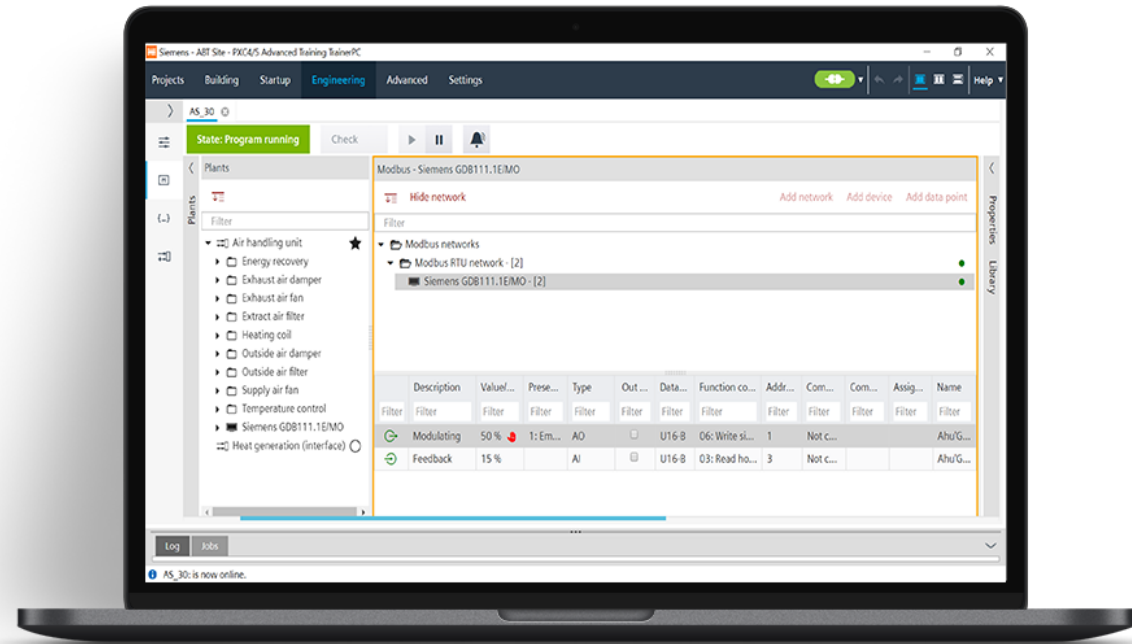 Siemens - ABT Site - PXC4/5 Advanced Training TrainerPC
Projects Building Startup Engineering Advanced Settings Help
AS_30
State: Program running Check
Plants
Plants
Filter
Air handling unit
Energy recovery
Exhaust air damper
Exhaust air fan
Extract air filter
Heating coil
Outside air damper
Outside air filter
Supply air fan
Temperature control
Siemens GDB111.1E/MO
Heat generation (interface)
Modbus - Siemens GDB111.1E/MO
Hide network Add network Add device Add data point
Filter
Modbus networks
Modbus RTU network - [2]
Siemens GDB111.1E/MO - [2]
Description Value/... Prese... Type Out ... Data... Function co... Addr... Com... Com... Assig... Name
Filter Filter Filter Filter Filter Filter Filter Filter Filter Filter Filter Filter Filter
Modulating 50 % 1: Em... AO U16-B 06: Write si... 1 Not c... Ahu'G...
Feedback 15 % AI U16-B 03: Read ho... 3 Not c... Ahu'G...
Properties
Library
Log Jobs
AS_30: is now online.